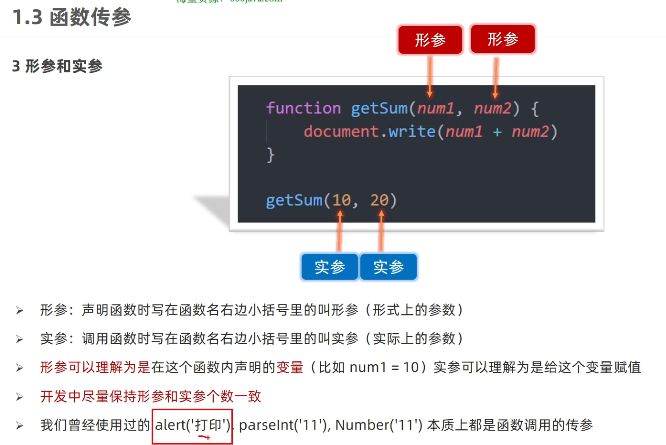 1.3 函数传参
3 形参和实参
形参 形参
function getSum(num1, num2) {
document.write(num1 + num2)
}
getSum(10, 20)
实参 实参
形参：声明函数时写在函数名右边小括号里的叫形参（形式上的参数）
实参：调用函数时写在函数名右边小括号里的叫实参（实际上的参数）
形参可以理解为是在这个函数内声明的变量（比如 num1 = 10）实参可以理解为是给这个变量赋值
开发中尽量保持形参和实参个数一致
我们曾经使用过的 alert('打印'), parseInt('11'), Number('11') 本质上都是函数调用的传参